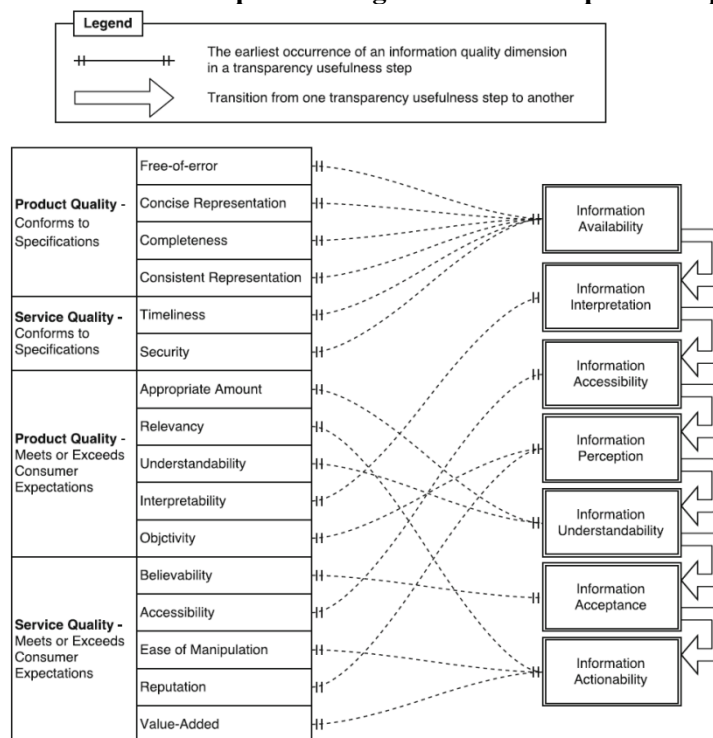 Legend
The earliest occurrence of an information quality dimension
in a transparency usefulness step
Transition from one transparency usefulness step to another
Product Quality -
Conforms to
Specifications
Free-of-error
Concise Representation
Completeness
Consistent Representation
Service Quality -
Conforms to
Specifications
Timeliness
Security
Product Quality -
Meets or Exceeds
Consumer
Expectations
Appropriate Amount
Relevancy
Understandability
Interpretability
Objctivity
Service Quality -
Meets or Exceeds
Consumer
Expectations
Believability
Accessibility
Ease of Manipulation
Reputation
Value-Added
Information
Availability
Information
Interpretation
Information
Accessibility
Information
Perception
Information
Understandability
Information
Acceptance
Information
Actionability